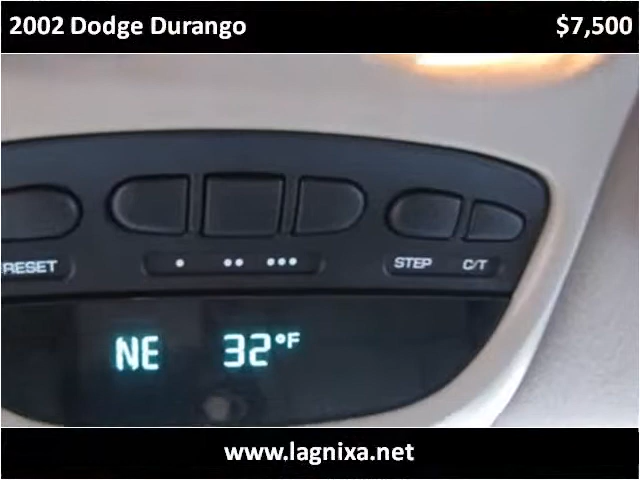 2002 Dodge Durango $7,500
RESET • •• ••• STEP C/T
NE 32°F
www.lagnixa.net